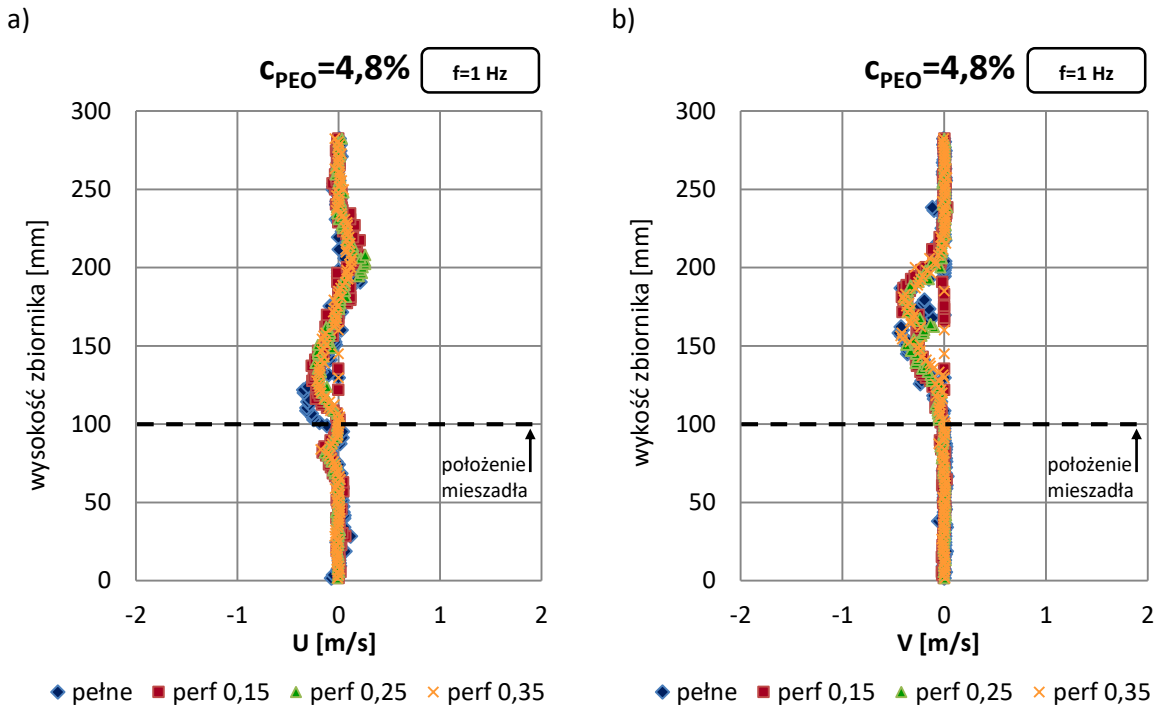 a)
c_PEO=4,8%
f=1 Hz
300
250
200
150
100
50
0
wysokość zbiornika [mm]
położenie
mieszadła
-2
-1
0
1
2
U [m/s]
pełne
perf 0,15
perf 0,25
perf 0,35
b)
c_PEO=4,8%
f=1 Hz
300
250
200
150
100
50
0
wykość zbiornika [mm]
położenie
mieszadła
-2
-1
0
1
2
V [m/s]
pełne
perf 0,15
perf 0,25
perf 0,35